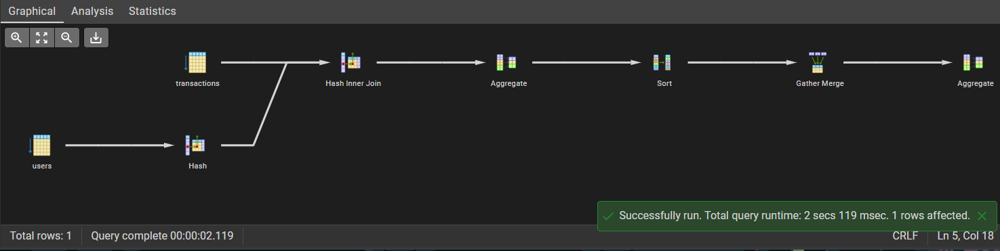 Graphical Analysis Statistics
transactions Hash Inner Join Aggregate Sort Gather Merge Aggregate
users Hash
Successfully run. Total query runtime: 2 secs 119 msec. 1 rows affected.
Total rows: 1 Query complete 00:00:02.119 CRLF Ln 5, Col 18